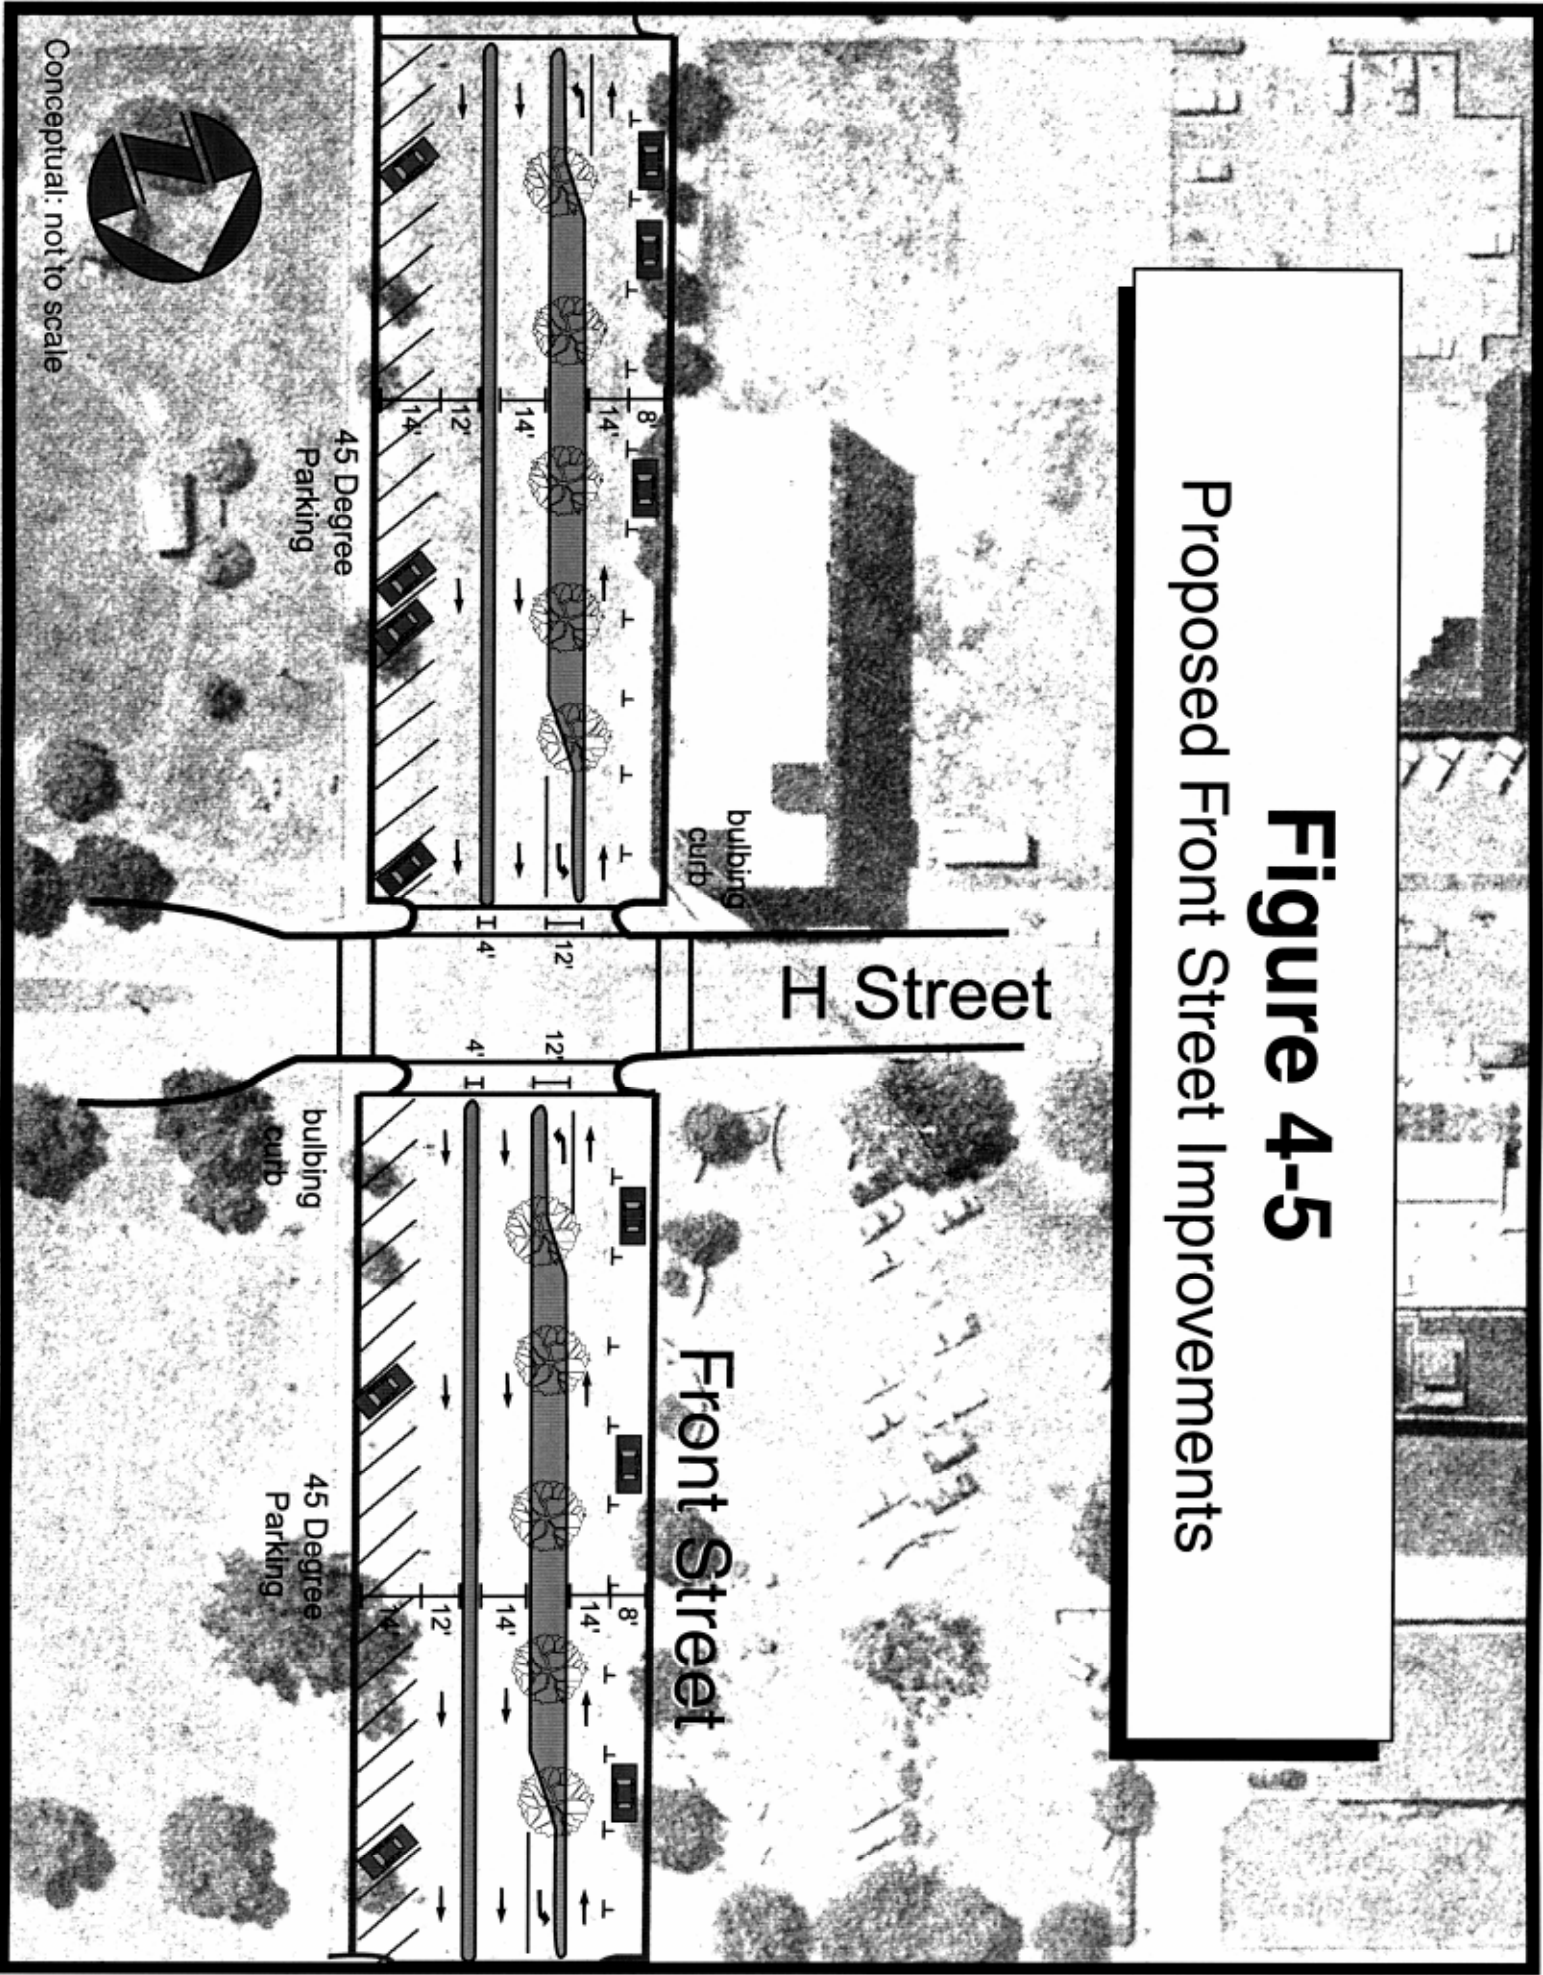 Figure 4-5
Proposed Front Street Improvements
H Street
Front Street
bulbing
curb
8'
14'
14'
12'
14'
45 Degree
Parking
12'
4'
12'
4'
bulbing
curb
8'
14'
14'
12'
14'
45 Degree
Parking
Conceptual: not to scale